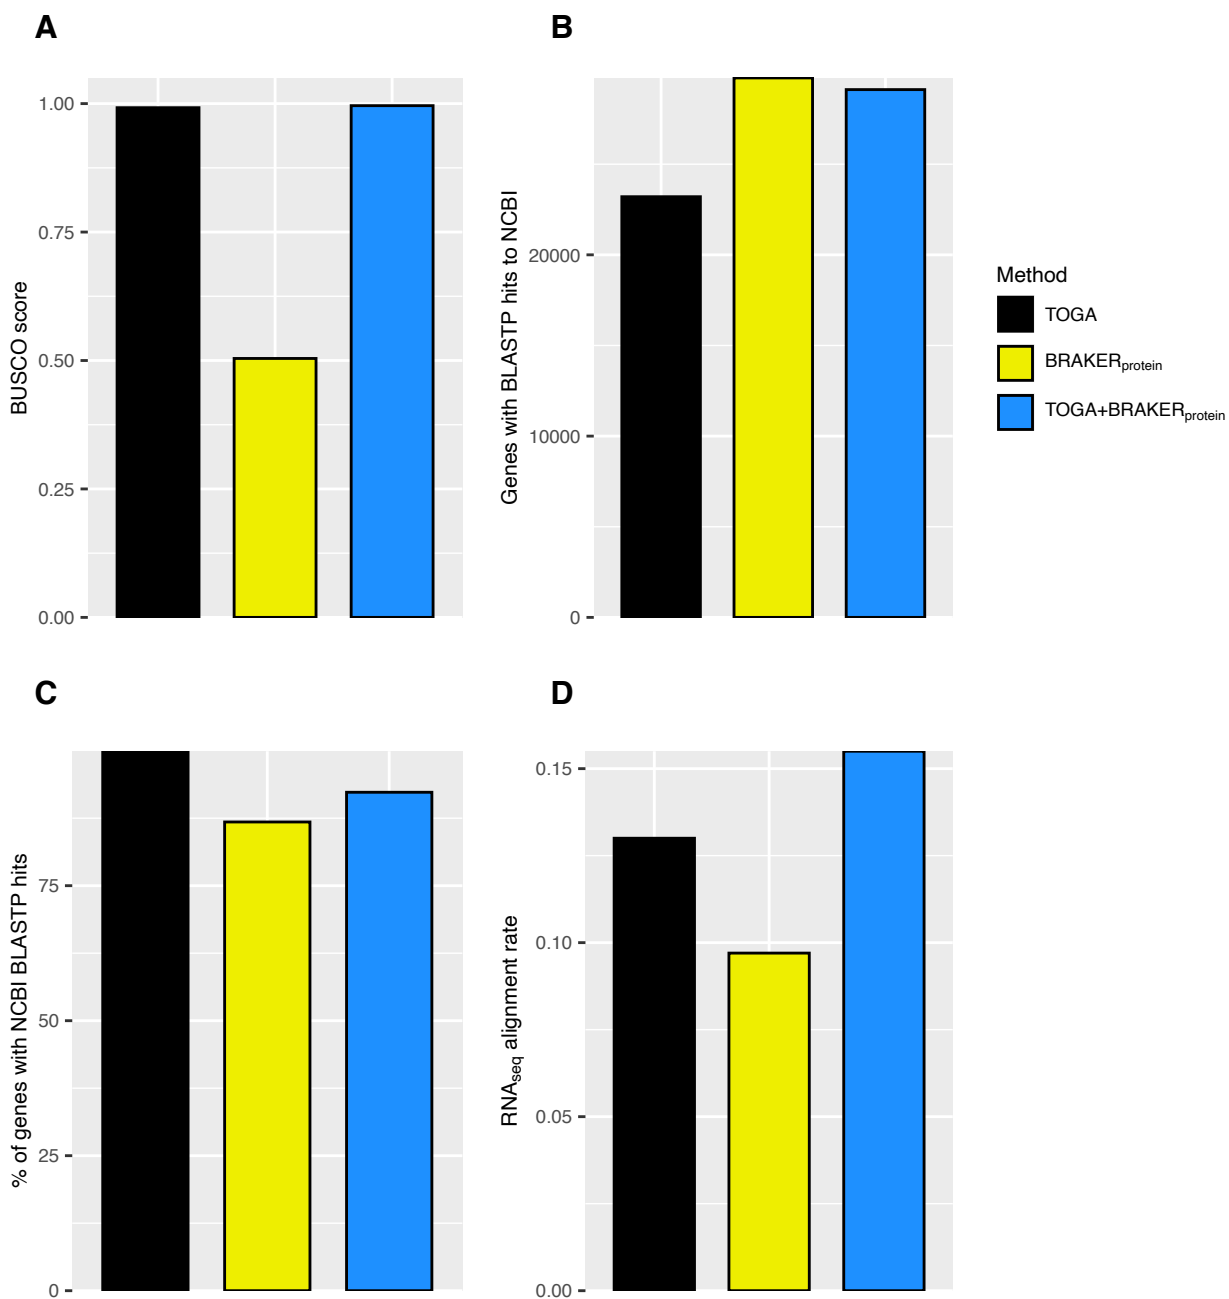 A
BUSCO score
1.00
0.75
0.50
0.25
0.00
B
Genes with BLASTP hits to NCBI
20000
10000
0
Method
TOGA
BRAKERprotein
TOGA+BRAKERprotein
C
% of genes with NCBI BLASTP hits
75
50
25
0
D
RNAseq alignment rate
0.15
0.10
0.05
0.00